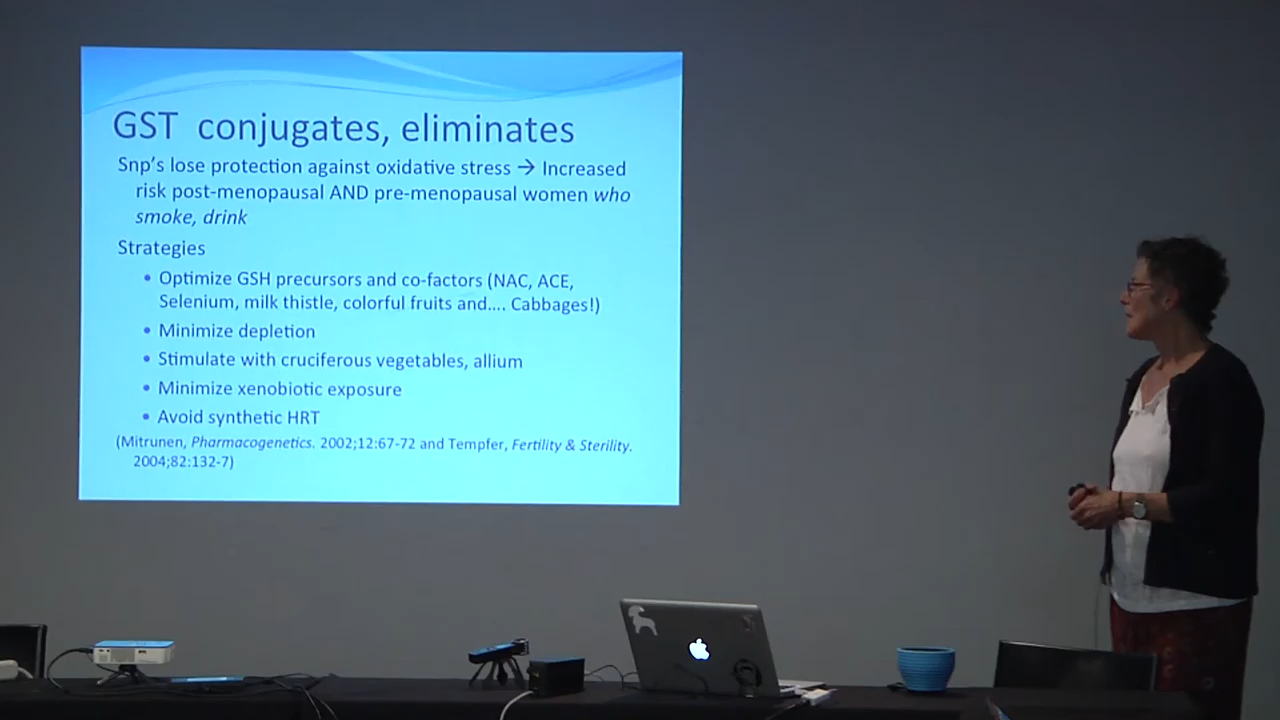 GST conjugates, eliminates
Snp's lose protection against oxidative stress → Increased
risk post-menopausal AND pre-menopausal women who
smoke, drink
Strategies
• Optimize GSH precursors and co-factors (NAC, ACE,
Selenium, milk thistle, colorful fruits and.... Cabbages!)
• Minimize depletion
• Stimulate with cruciferous vegetables, allium
• Minimize xenobiotic exposure
• Avoid synthetic HRT
(Mitrunen, Pharmacogenetics. 2002;12:67-72 and Tempfer, Fertility & Sterility.
2004;82:132-7)